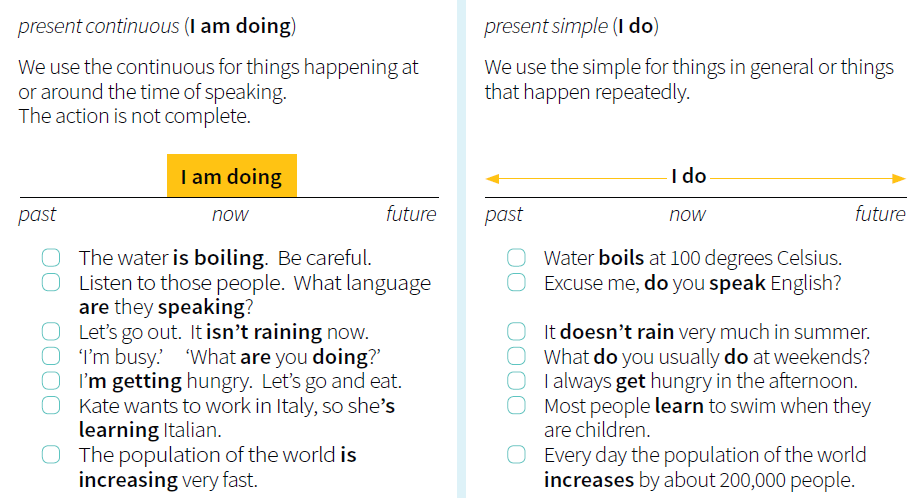 present continuous (I am doing)
We use the continuous for things happening at
or around the time of speaking.
The action is not complete.
I am doing
past now future
The water is boiling. Be careful.
Listen to those people. What language
are they speaking?
Let’s go out. It isn’t raining now.
‘I’m busy.’ ‘What are you doing?’
I’m getting hungry. Let’s go and eat.
Kate wants to work in Italy, so she’s
learning Italian.
The population of the world is
increasing very fast.
present simple (I do)
We use the simple for things in general or things
that happen repeatedly.
I do
past now future
Water boils at 100 degrees Celsius.
Excuse me, do you speak English?
It doesn’t rain very much in summer.
What do you usually do at weekends?
I always get hungry in the afternoon.
Most people learn to swim when they
are children.
Every day the population of the world
increases by about 200,000 people.